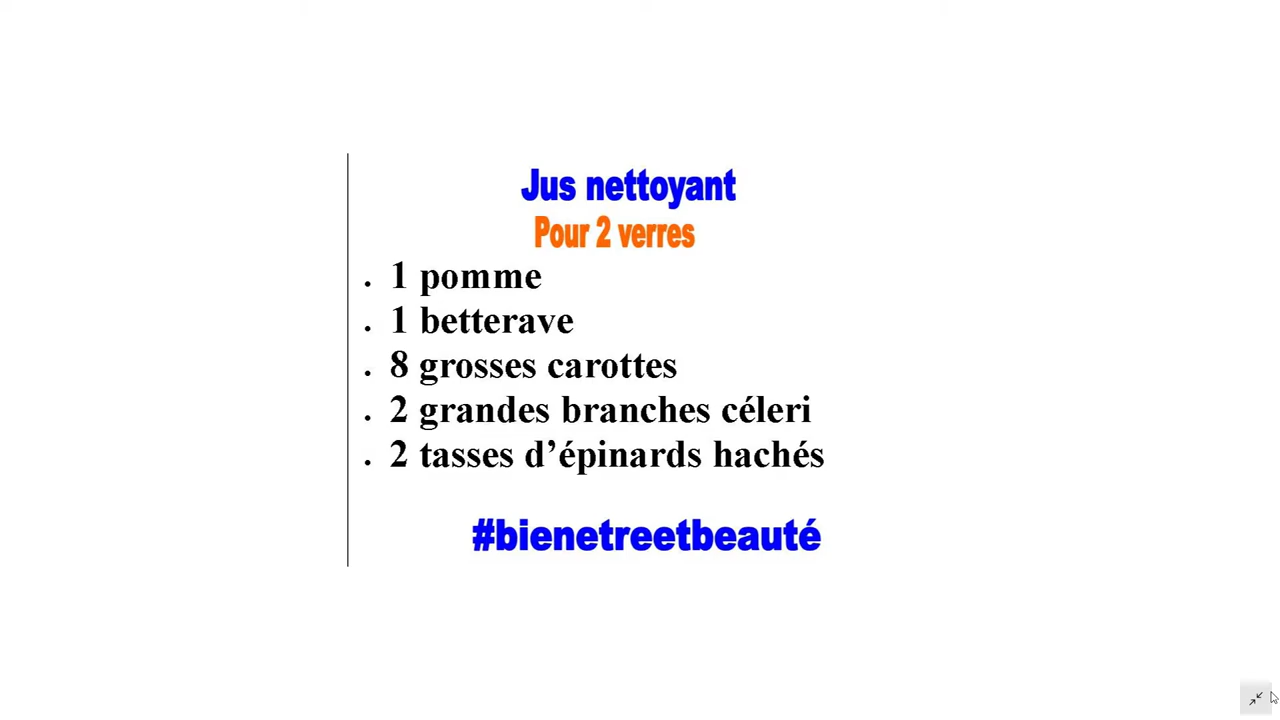 Jus nettoyant
Pour 2 verres
. 1 pomme
. 1 betterave
. 8 grosses carottes
. 2 grandes branches céleri
. 2 tasses d’épinards hachés
#bienetreetbeauté